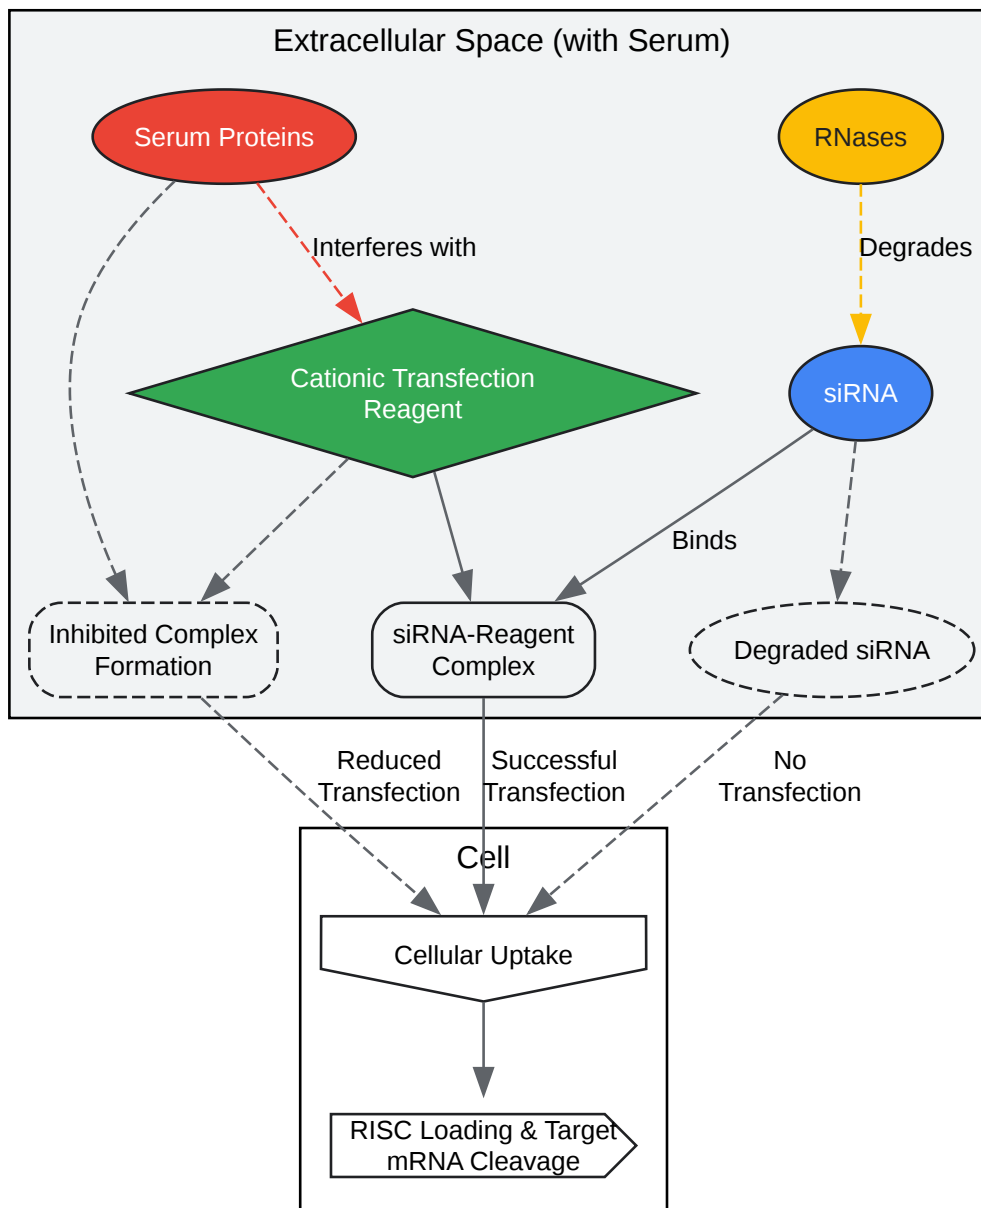 Extracellular Space (with Serum)
Serum Proteins
RNases
Interferes with
Degrades
Cationic Transfection
Reagent
siRNA
Binds
Inhibited Complex
Formation
siRNA-Reagent
Complex
Degraded siRNA
Reduced
Transfection
Successful
Transfection
No
Transfection
Cell
Cellular Uptake
RISC Loading & Target
mRNA Cleavage